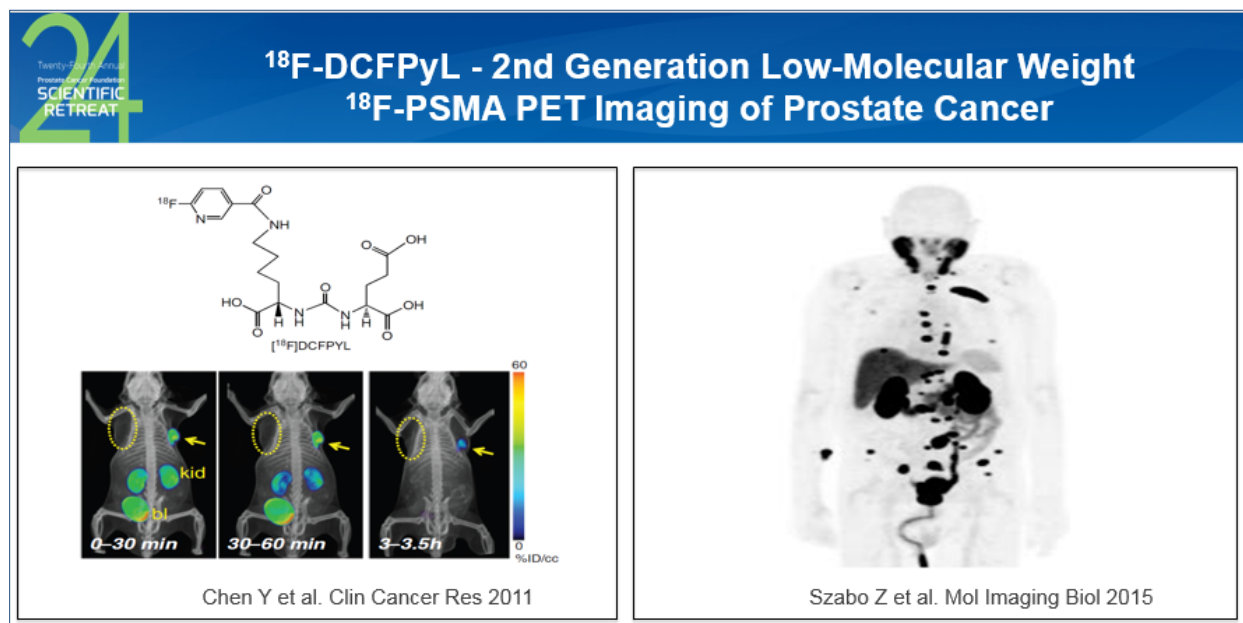 24
Twenty-Fourth Annual
Prostate Cancer Foundation
SCIENTIFIC
RETREAT
¹⁸F-DCFPyL - 2nd Generation Low-Molecular Weight
¹⁸F-PSMA PET Imaging of Prostate Cancer
¹⁸F
N
O
NH
O
OH
HO
O
H
N
H
O
N
H
H
O
OH
[¹⁸F]DCFPYL
60
kid
bl
0–30 min
30–60 min
3–3.5h
0
%ID/cc
Chen Y et al. Clin Cancer Res 2011
Szabo Z et al. Mol Imaging Biol 2015